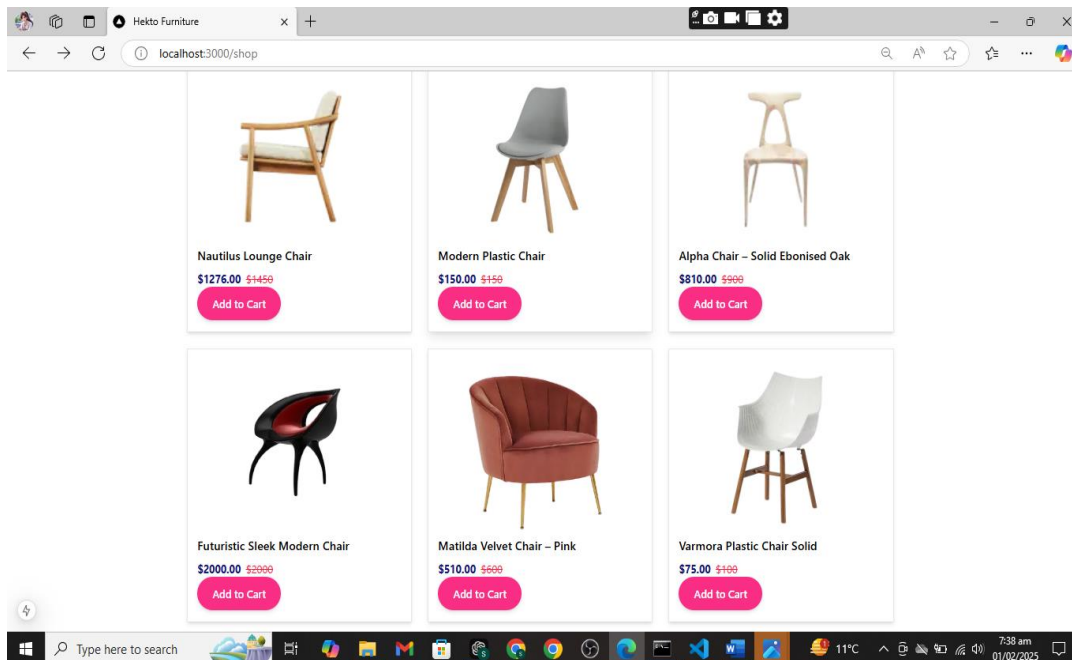 Hekto Furniture
localhost:3000/shop
Nautilus Lounge Chair
$1276.00 $1450
Add to Cart
Modern Plastic Chair
$150.00 $150
Add to Cart
Alpha Chair – Solid Ebonised Oak
$810.00 $900
Add to Cart
Futuristic Sleek Modern Chair
$2000.00 $2000
Add to Cart
Matilda Velvet Chair – Pink
$510.00 $600
Add to Cart
Varmora Plastic Chair Solid
$75.00 $100
Add to Cart
Type here to search
11°C
7:38 am
01/02/2025